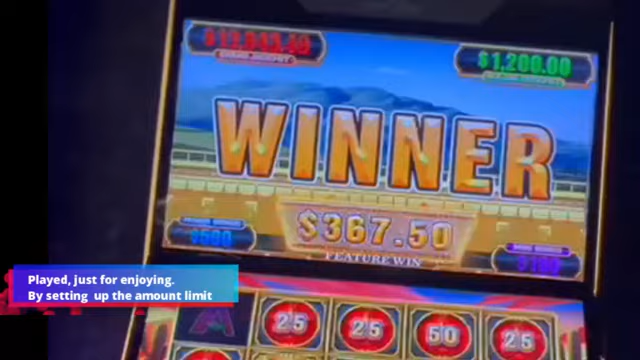 $1,200.00
WINNER
$367.50
FEATURE WIN
$500
Played, just for enjoying.
By setting up the amount limit
A
25
25
50
25